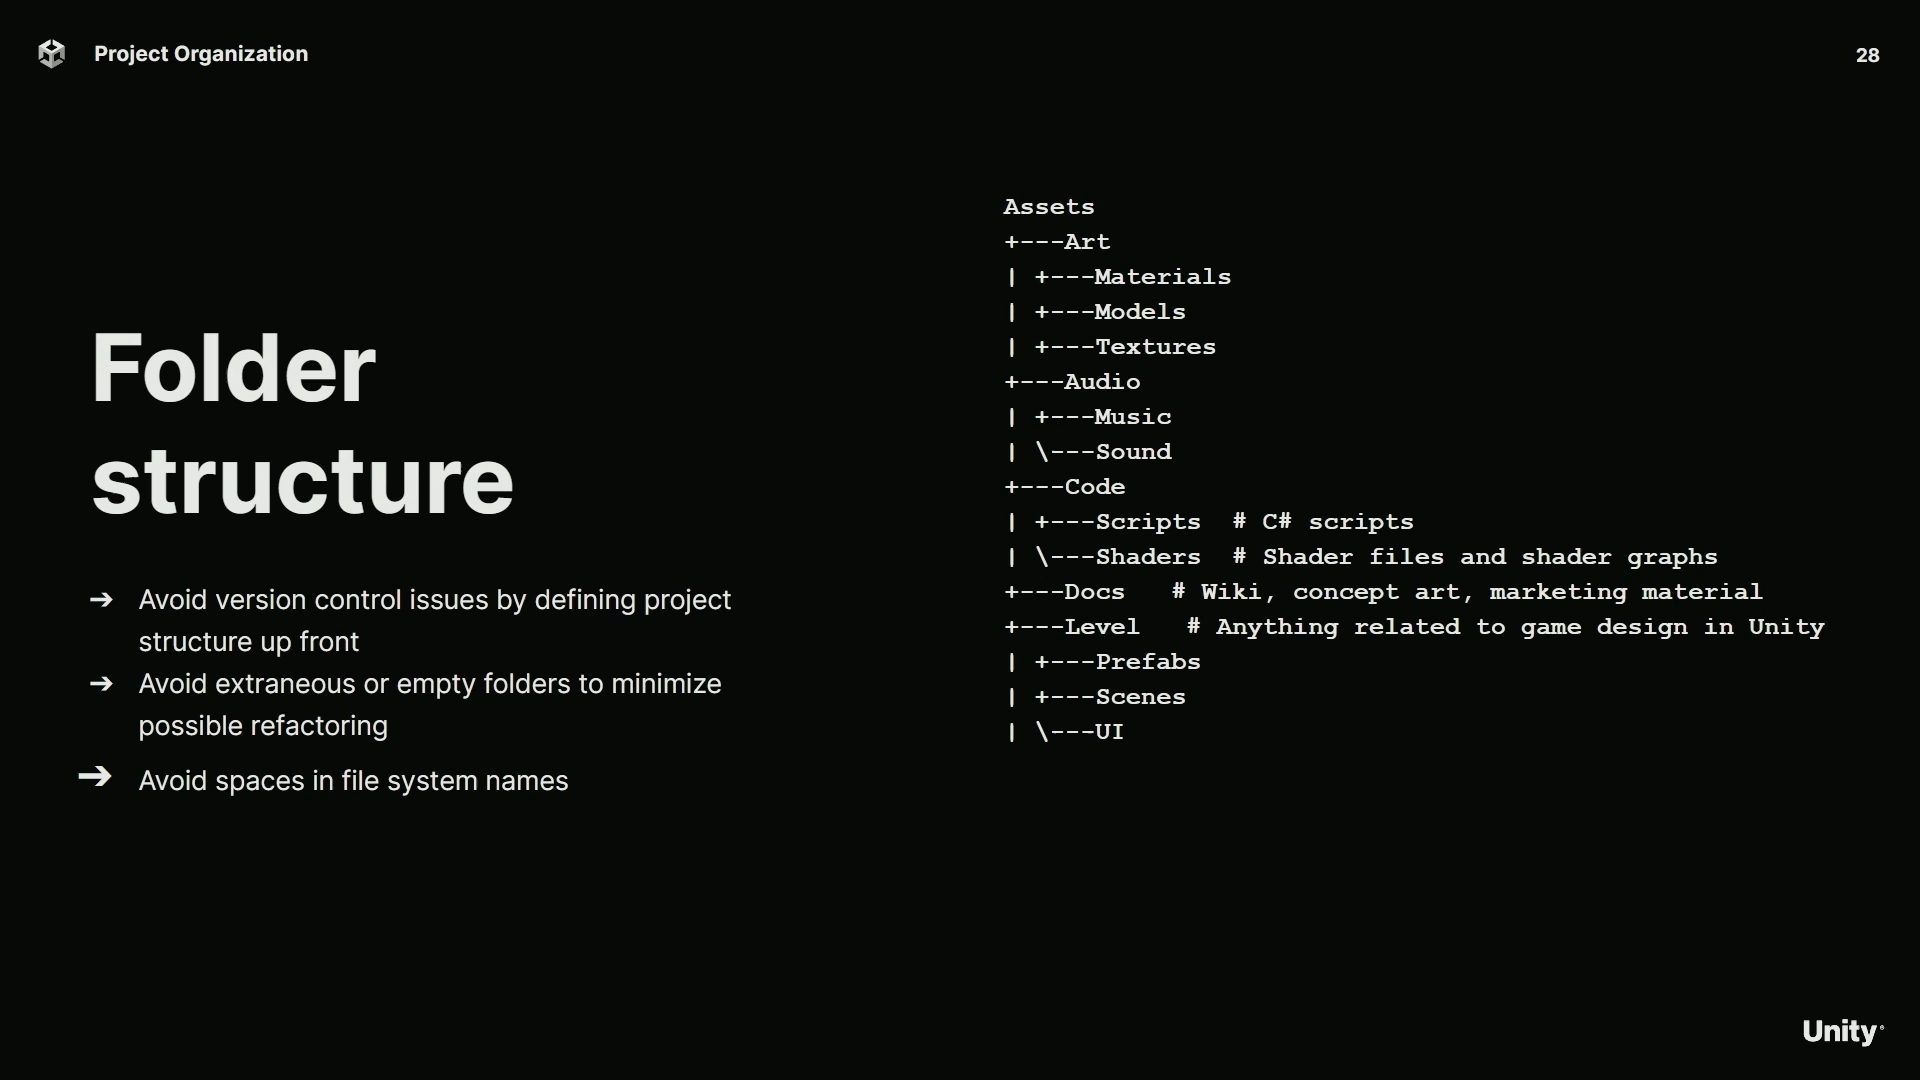 Project Organization
28
Folder
structure
➔ Avoid version control issues by defining project
structure up front
➔ Avoid extraneous or empty folders to minimize
possible refactoring
➔ Avoid spaces in file system names
Assets
+---Art
| +---Materials
| +---Models
| +---Textures
+---Audio
| +---Music
| \---Sound
+---Code
| +---Scripts  # C# scripts
| \---Shaders  # Shader files and shader graphs
+---Docs   # Wiki, concept art, marketing material
+---Level   # Anything related to game design in Unity
| +---Prefabs
| +---Scenes
| \---UI
Unity®